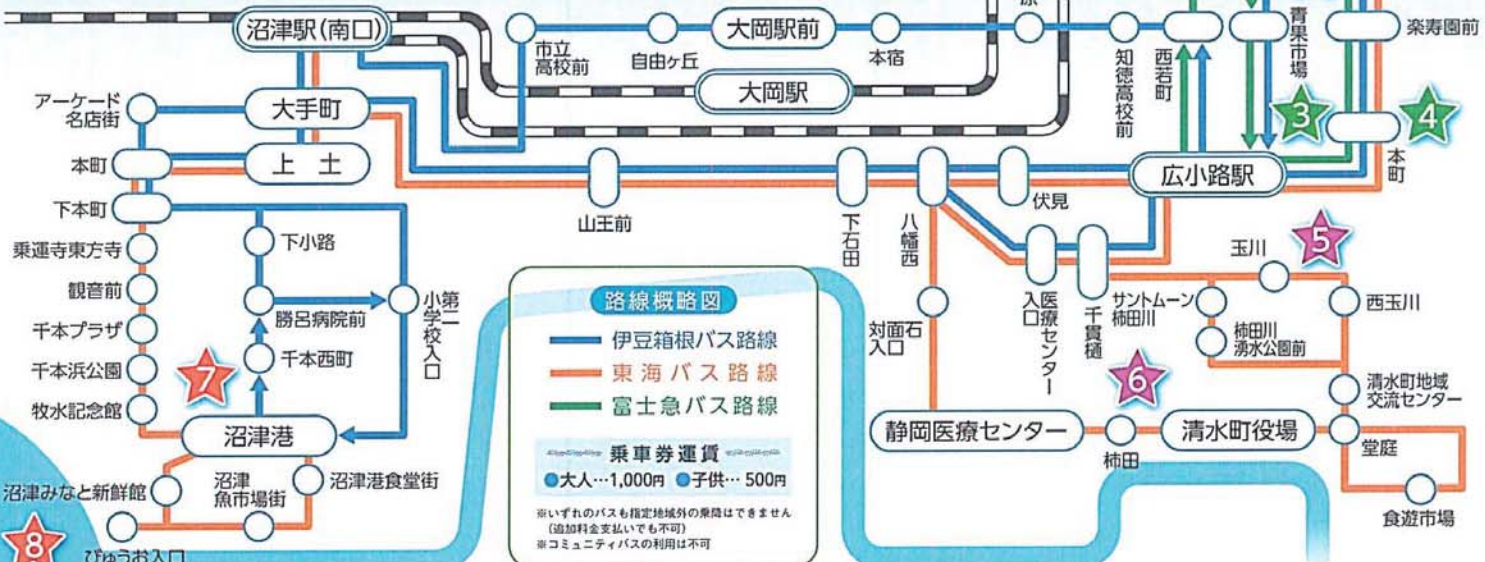 沼津駅(南口)
市立
高校前
自由ヶ丘
大岡駅前
本宿
大岡駅
知徳高校前
西若町
青果市場
楽寿園前
3
4
本町
アーケード
名店街
大手町
本町
上土
下本町
乗運寺東方寺
観音前
千本プラザ
千本浜公園
牧水記念館
7
下小路
勝呂病院前
千本西町
第二
小学校入口
沼津港
沼津みなと新鮮館
沼津
魚市場街
沼津港食堂街
8
びゅうお入口
山王前
下石田
八幡西
伏見
広小路駅
対面石
入口
医療センター
入口
千貫樋
サントムーン
柿田川
柿田川
湧水公園前
玉川
5
西玉川
清水町地域
交流センター
6
静岡医療センター
柿田
清水町役場
堂庭
食遊市場
路線概略図
伊豆箱根バス路線
東海バス路線
富士急バス路線
乗車券運賃
●大人…1,000円 ●子供…500円
※いずれのバスも指定地域外の乗降はできません
(追加料金支払いでも不可)
※コミュニティバスの利用は不可